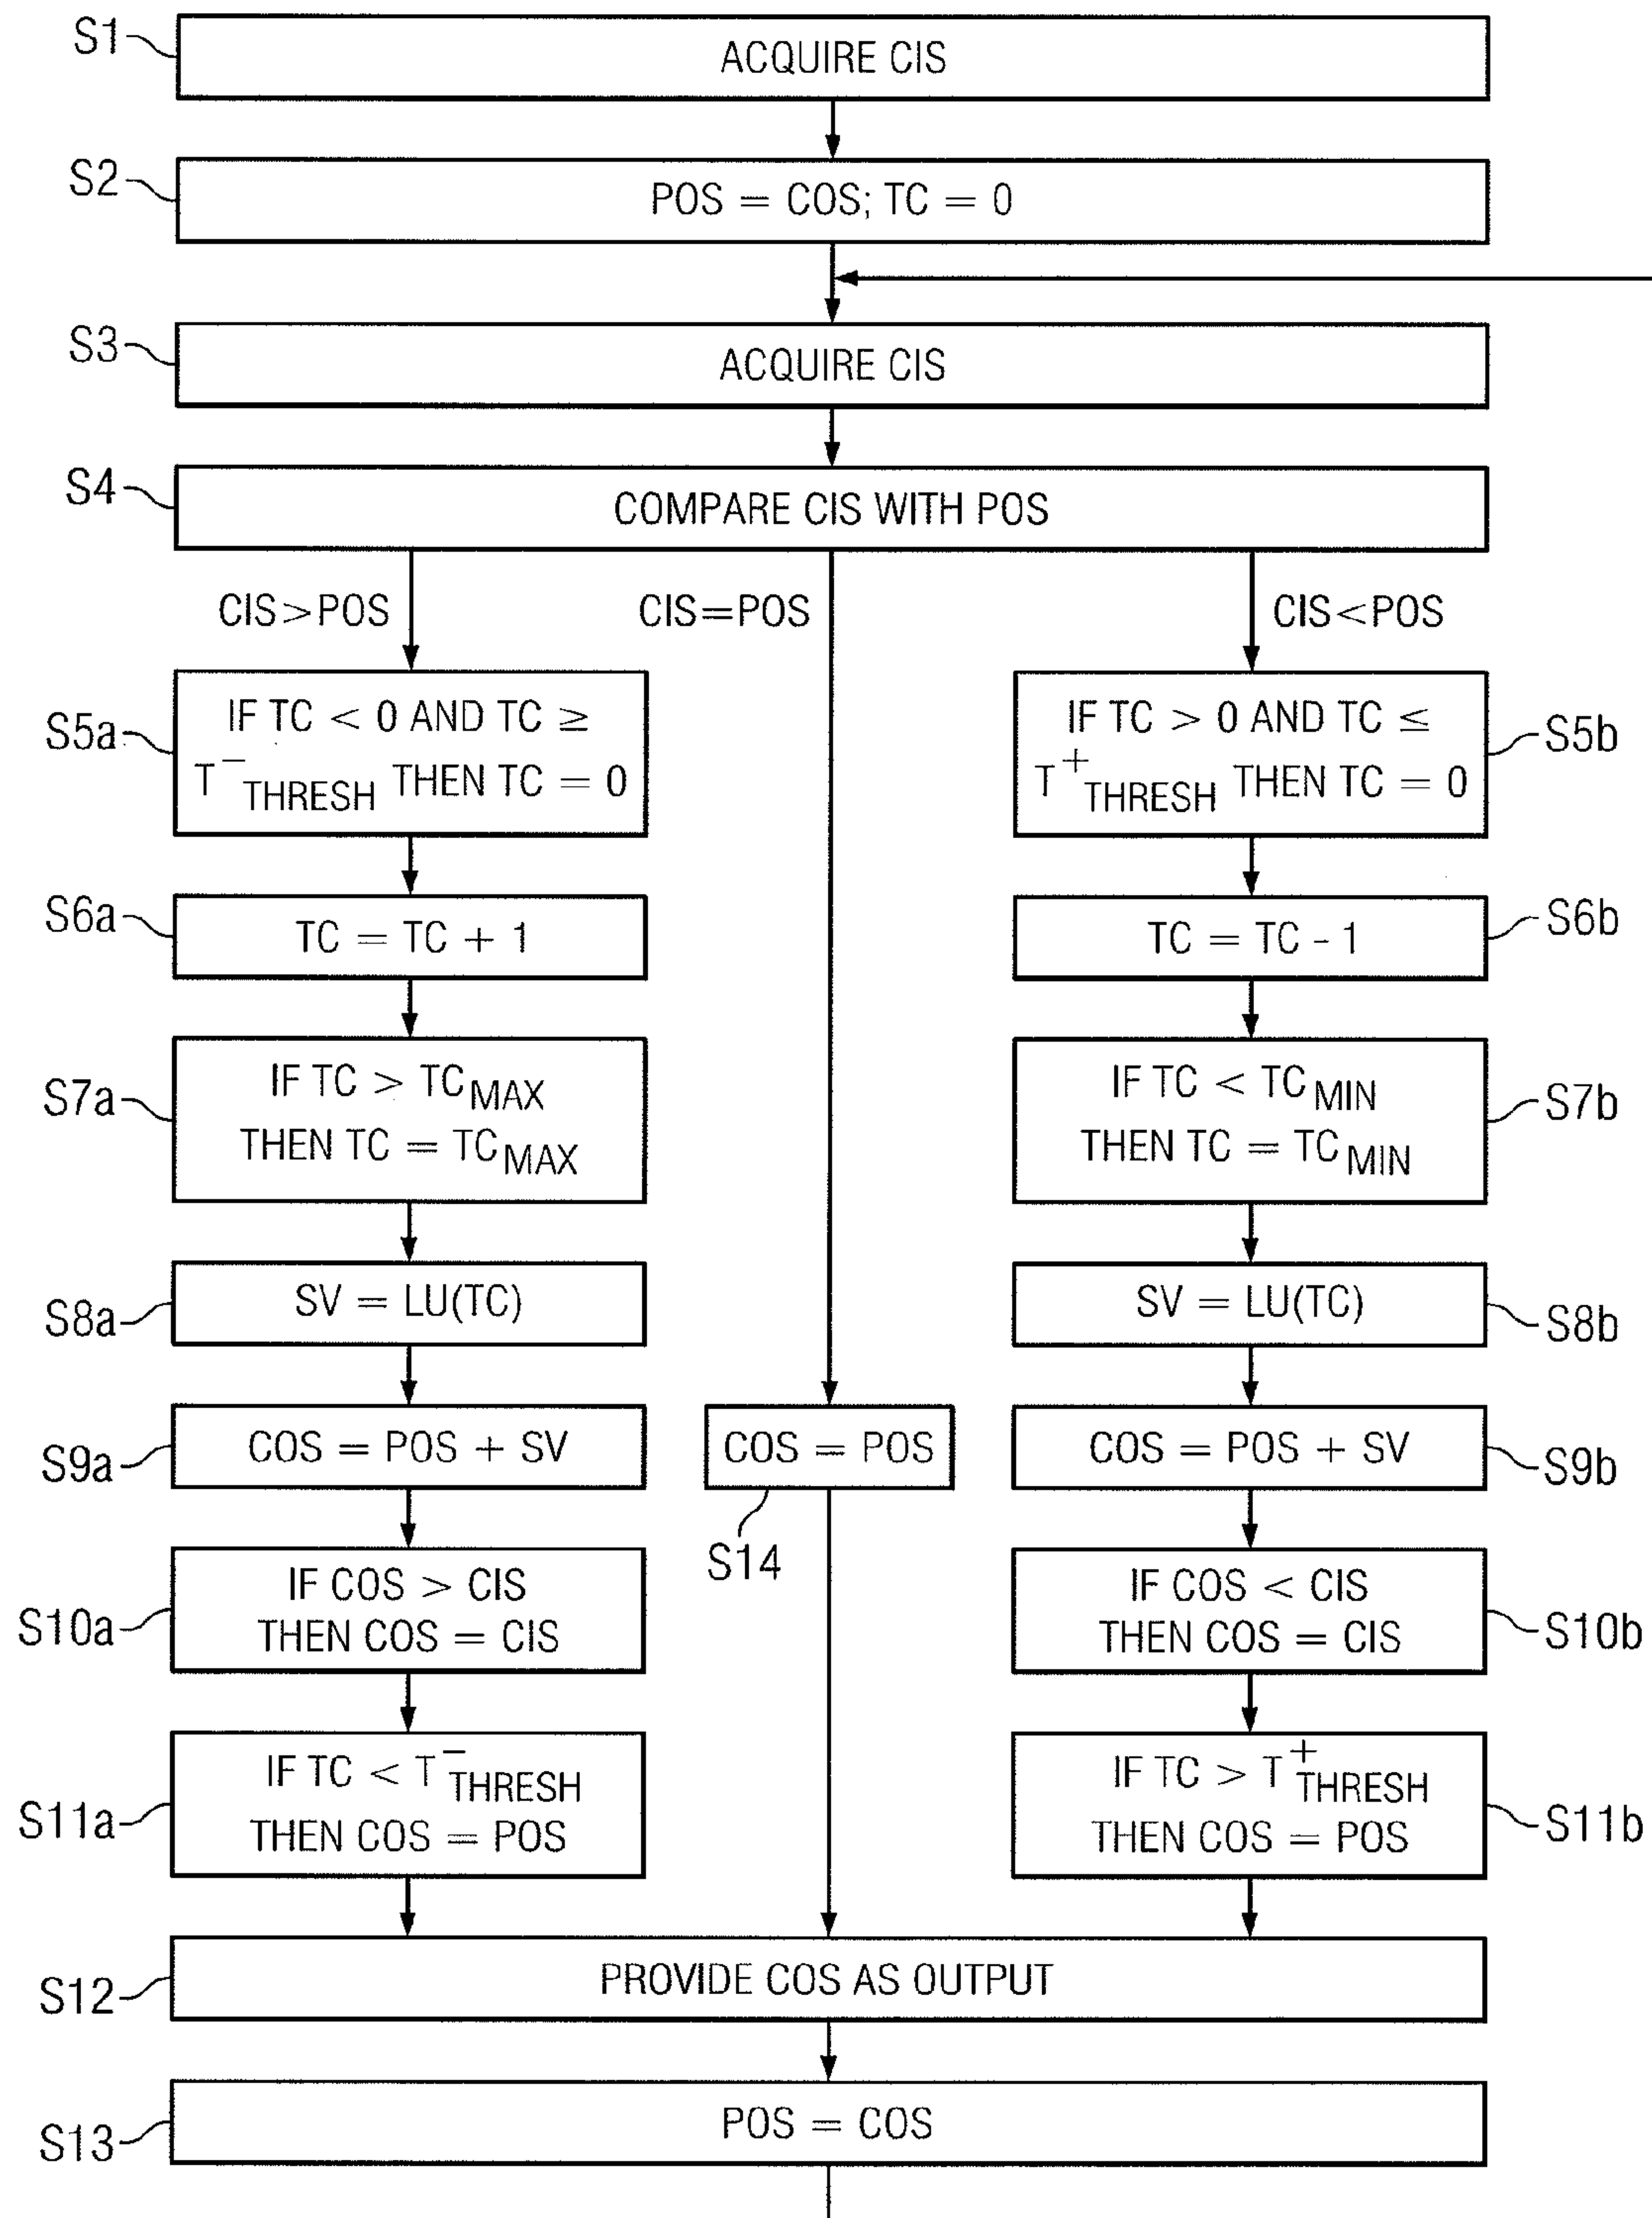 S1
ACQUIRE CIS
S2
POS = COS; TC = 0
S3
ACQUIRE CIS
S4
COMPARE CIS WITH POS
CIS>POS
CIS=POS
CIS<POS
S5a
IF TC < 0 AND TC ≥
T⁻THRESH THEN TC = 0
IF TC > 0 AND TC ≤
T⁺THRESH THEN TC = 0
S5b
S6a
TC = TC + 1
TC = TC - 1
S6b
S7a
IF TC > TCMAX
THEN TC = TCMAX
IF TC < TCMIN
THEN TC = TCMIN
S7b
S8a
SV = LU(TC)
SV = LU(TC)
S8b
S9a
COS = POS + SV
COS = POS
S14
COS = POS + SV
S9b
S10a
IF COS > CIS
THEN COS = CIS
IF COS < CIS
THEN COS = CIS
S10b
S11a
IF TC < T⁻THRESH
THEN COS = POS
IF TC > T⁺THRESH
THEN COS = POS
S11b
S12
PROVIDE COS AS OUTPUT
S13
POS = COS